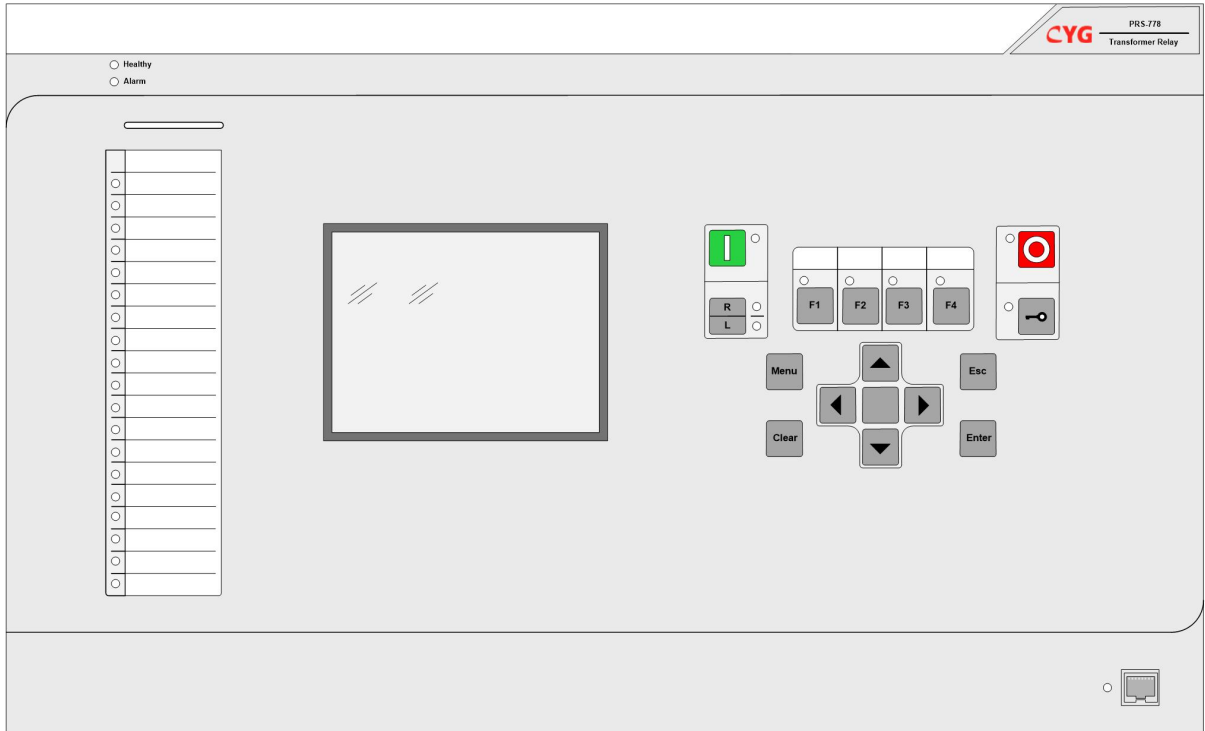 CYG
PRS-778
Transformer Relay
Healthy
Alarm
R
L
F1
F2
F3
F4
Menu
Esc
Clear
Enter